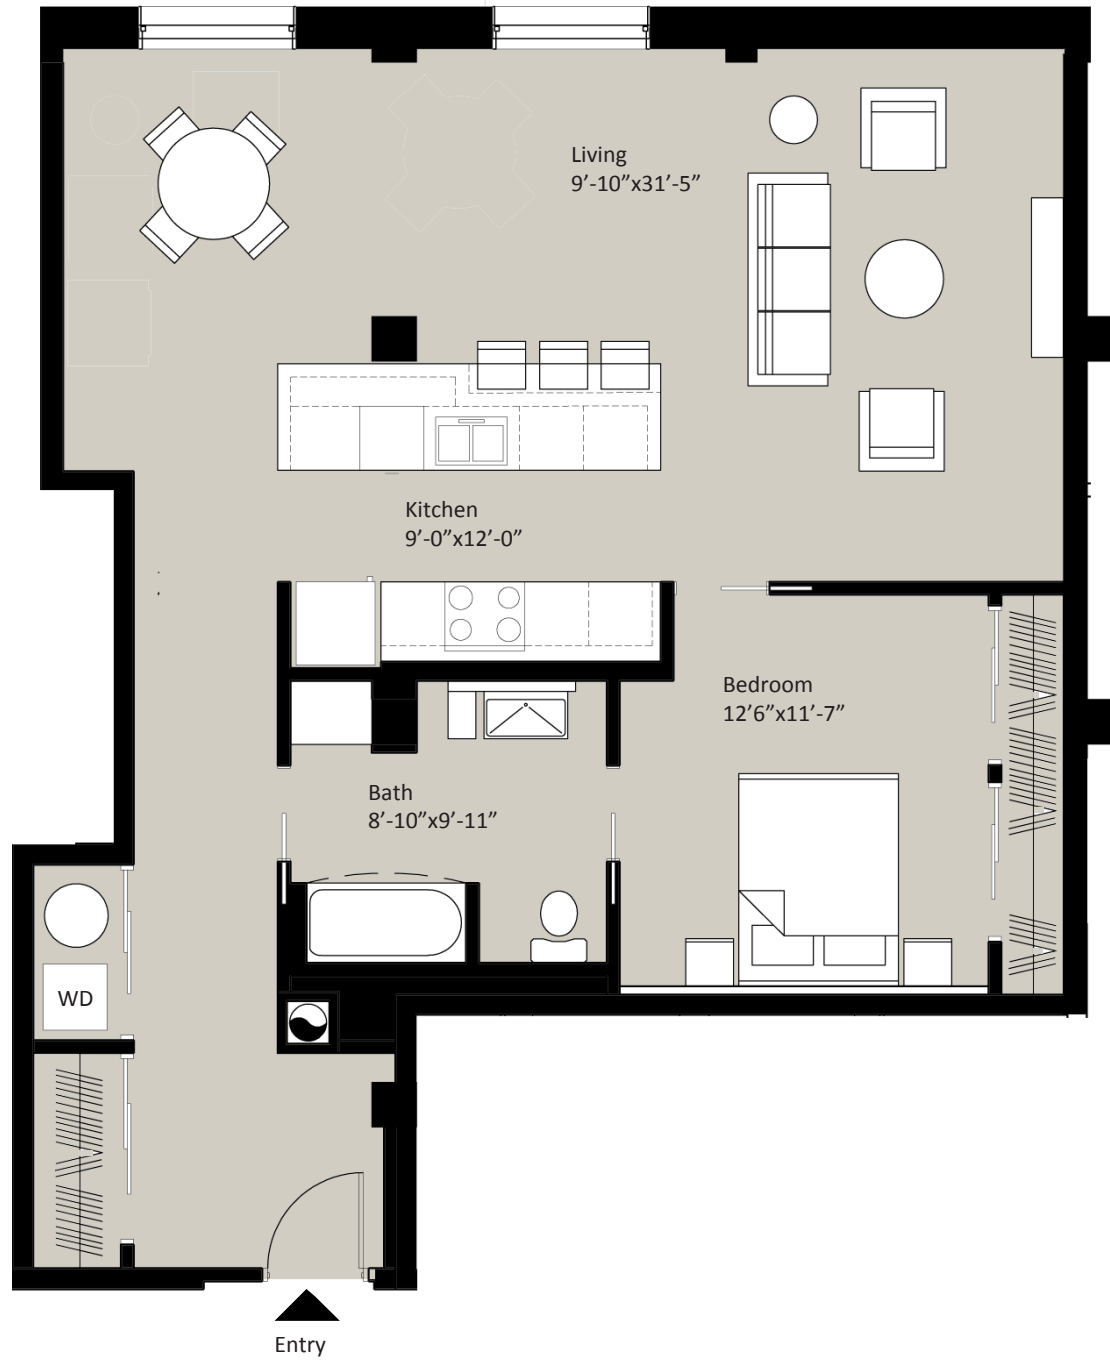 Living
9’-10”x31’-5”
Kitchen
9’-0”x12’-0”
Bedroom
12’6”x11’-7”
Bath
8’-10”x9’-11”
WD
Entry